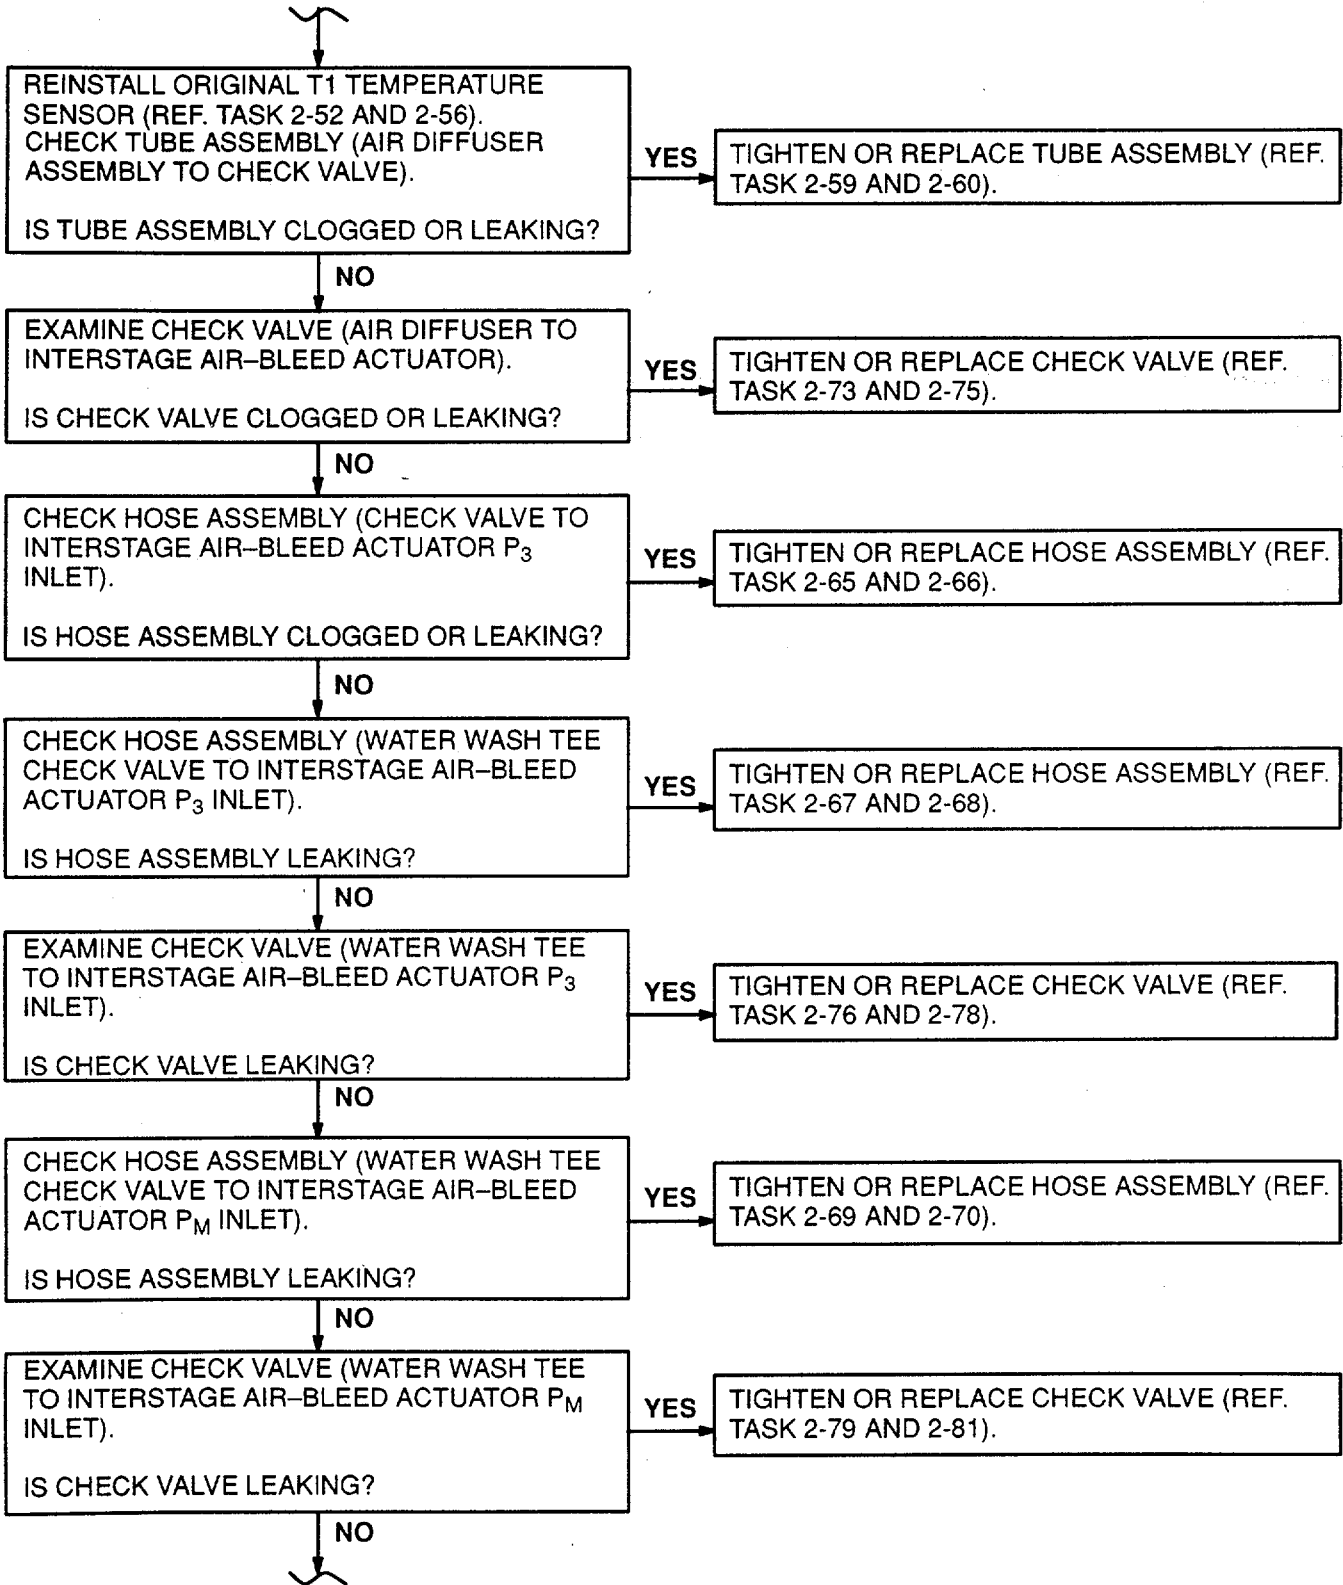 REINSTALL ORIGINAL T1 TEMPERATURE
SENSOR (REF. TASK 2-52 AND 2-56).
CHECK TUBE ASSEMBLY (AIR DIFFUSER
ASSEMBLY TO CHECK VALVE).
IS TUBE ASSEMBLY CLOGGED OR LEAKING?
YES
TIGHTEN OR REPLACE TUBE ASSEMBLY (REF.
TASK 2-59 AND 2-60).
NO
EXAMINE CHECK VALVE (AIR DIFFUSER TO
INTERSTAGE AIR–BLEED ACTUATOR).
IS CHECK VALVE CLOGGED OR LEAKING?
YES
TIGHTEN OR REPLACE CHECK VALVE (REF.
TASK 2-73 AND 2-75).
NO
CHECK HOSE ASSEMBLY (CHECK VALVE TO
INTERSTAGE AIR–BLEED ACTUATOR P3
INLET).
IS HOSE ASSEMBLY CLOGGED OR LEAKING?
YES
TIGHTEN OR REPLACE HOSE ASSEMBLY (REF.
TASK 2-65 AND 2-66).
NO
CHECK HOSE ASSEMBLY (WATER WASH TEE
CHECK VALVE TO INTERSTAGE AIR–BLEED
ACTUATOR P3 INLET).
IS HOSE ASSEMBLY LEAKING?
YES
TIGHTEN OR REPLACE HOSE ASSEMBLY (REF.
TASK 2-67 AND 2-68).
NO
EXAMINE CHECK VALVE (WATER WASH TEE
TO INTERSTAGE AIR–BLEED ACTUATOR P3
INLET).
IS CHECK VALVE LEAKING?
YES
TIGHTEN OR REPLACE CHECK VALVE (REF.
TASK 2-76 AND 2-78).
NO
CHECK HOSE ASSEMBLY (WATER WASH TEE
CHECK VALVE TO INTERSTAGE AIR–BLEED
ACTUATOR PM INLET).
IS HOSE ASSEMBLY LEAKING?
YES
TIGHTEN OR REPLACE HOSE ASSEMBLY (REF.
TASK 2-69 AND 2-70).
NO
EXAMINE CHECK VALVE (WATER WASH TEE
TO INTERSTAGE AIR–BLEED ACTUATOR PM
INLET).
IS CHECK VALVE LEAKING?
YES
TIGHTEN OR REPLACE CHECK VALVE (REF.
TASK 2-79 AND 2-81).
NO